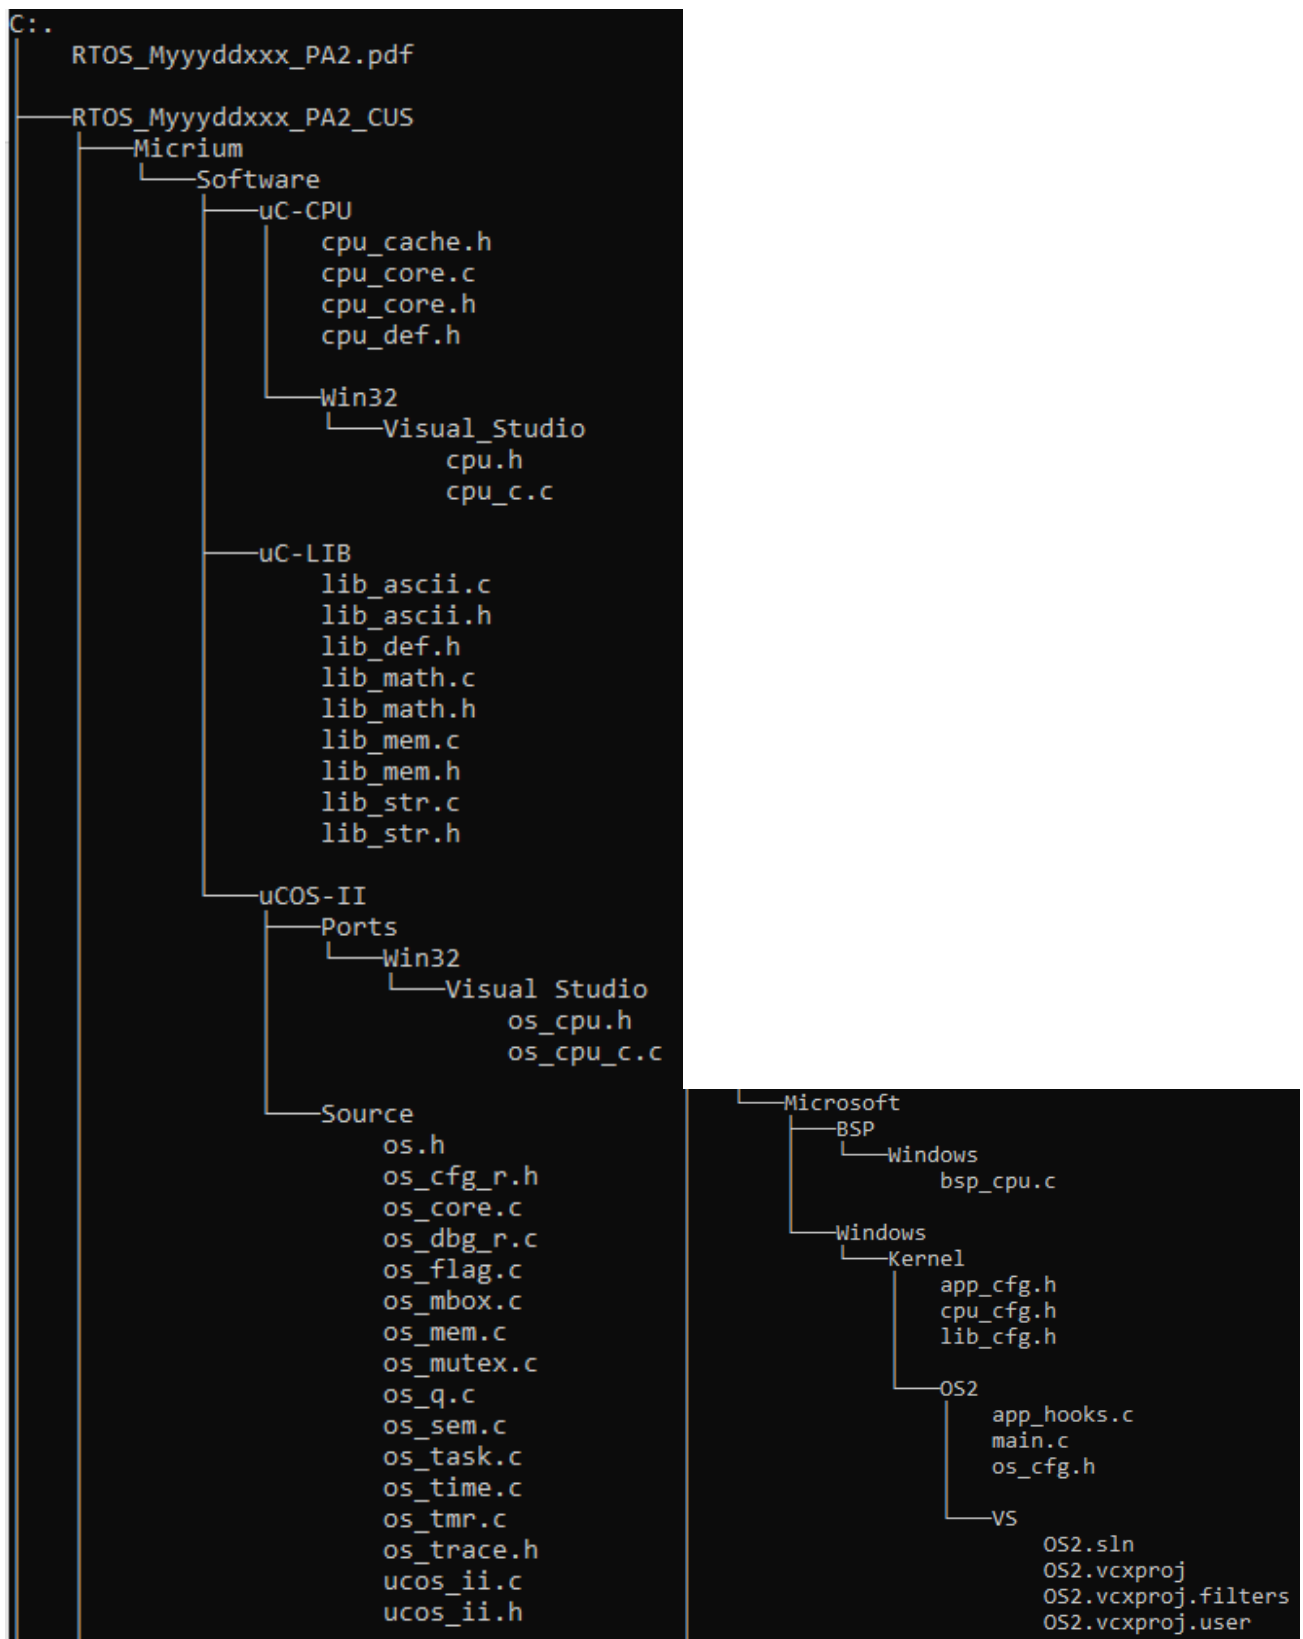 C:.
RTOS_Myyyddxxx_PA2.pdf
RTOS_Myyyddxxx_PA2_CUS
Micrium
Software
uC-CPU
cpu_cache.h
cpu_core.c
cpu_core.h
cpu_def.h
Win32
Visual_Studio
cpu.h
cpu_c.c
uC-LIB
lib_ascii.c
lib_ascii.h
lib_def.h
lib_math.c
lib_math.h
lib_mem.c
lib_mem.h
lib_str.c
lib_str.h
uCOS-II
Ports
Win32
Visual Studio
os_cpu.h
os_cpu_c.c
Source
os.h
os_cfg_r.h
os_core.c
os_dbg_r.c
os_flag.c
os_mbox.c
os_mem.c
os_mutex.c
os_q.c
os_sem.c
os_task.c
os_time.c
os_tmr.c
os_trace.h
ucos_ii.c
ucos_ii.h
Microsoft
BSP
Windows
bsp_cpu.c
Windows
Kernel
app_cfg.h
cpu_cfg.h
lib_cfg.h
OS2
app_hooks.c
main.c
os_cfg.h
VS
OS2.sln
OS2.vcxproj
OS2.vcxproj.filters
OS2.vcxproj.user